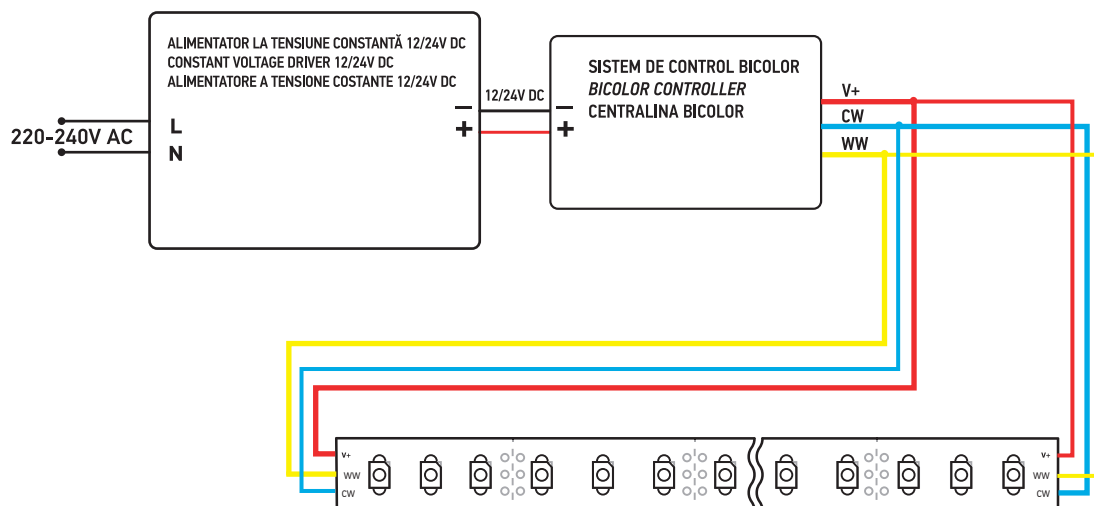 ALIMENTATOR LA TENSIUNE CONSTANTĂ 12/24V DC
CONSTANT VOLTAGE DRIVER 12/24V DC
ALIMENTATORE A TENSIONE COSTANTE 12/24V DC
220-240V AC
L
N
−
+
12/24V DC
−
+
SISTEM DE CONTROL BICOLOR
BICOLOR CONTROLLER
CENTRALINA BICOLOR
V+
CW
WW
V+
WW
CW
V+
WW
CW